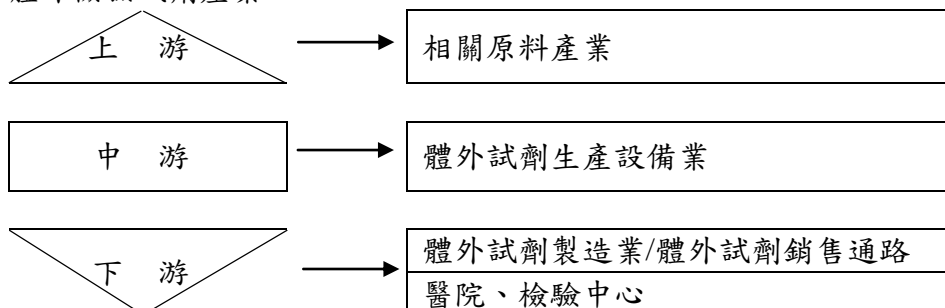 上 游
相關原料產業
中 游
體外試劑生產設備業
下 游
體外試劑製造業/體外試劑銷售通路
醫院、檢驗中心